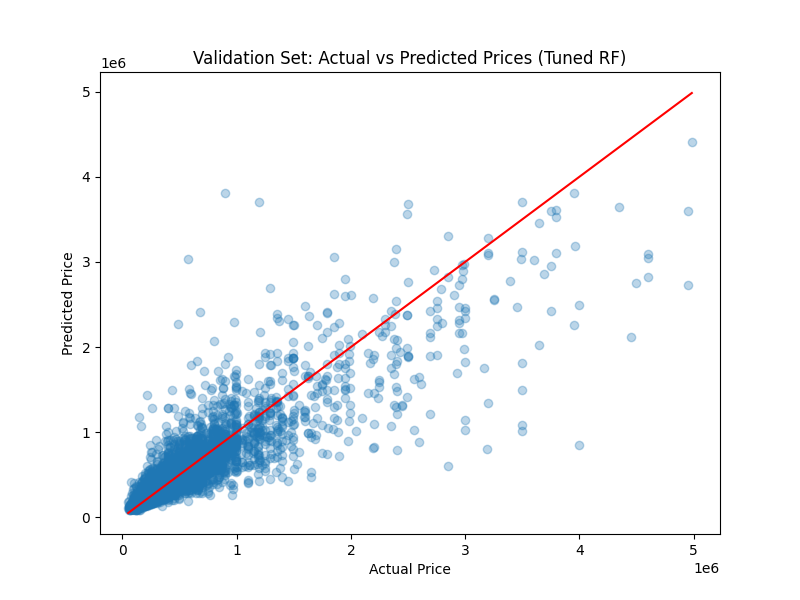 Validation Set: Actual vs Predicted Prices (Tuned RF)
1e6
5
4
3
2
1
0
Predicted Price
0 1 2 3 4 5
1e6
Actual Price